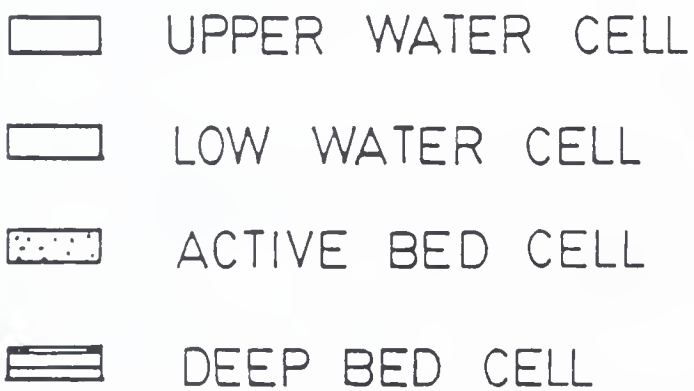 UPPER WATER CELL
LOW WATER CELL
ACTIVE BED CELL
DEEP BED CELL